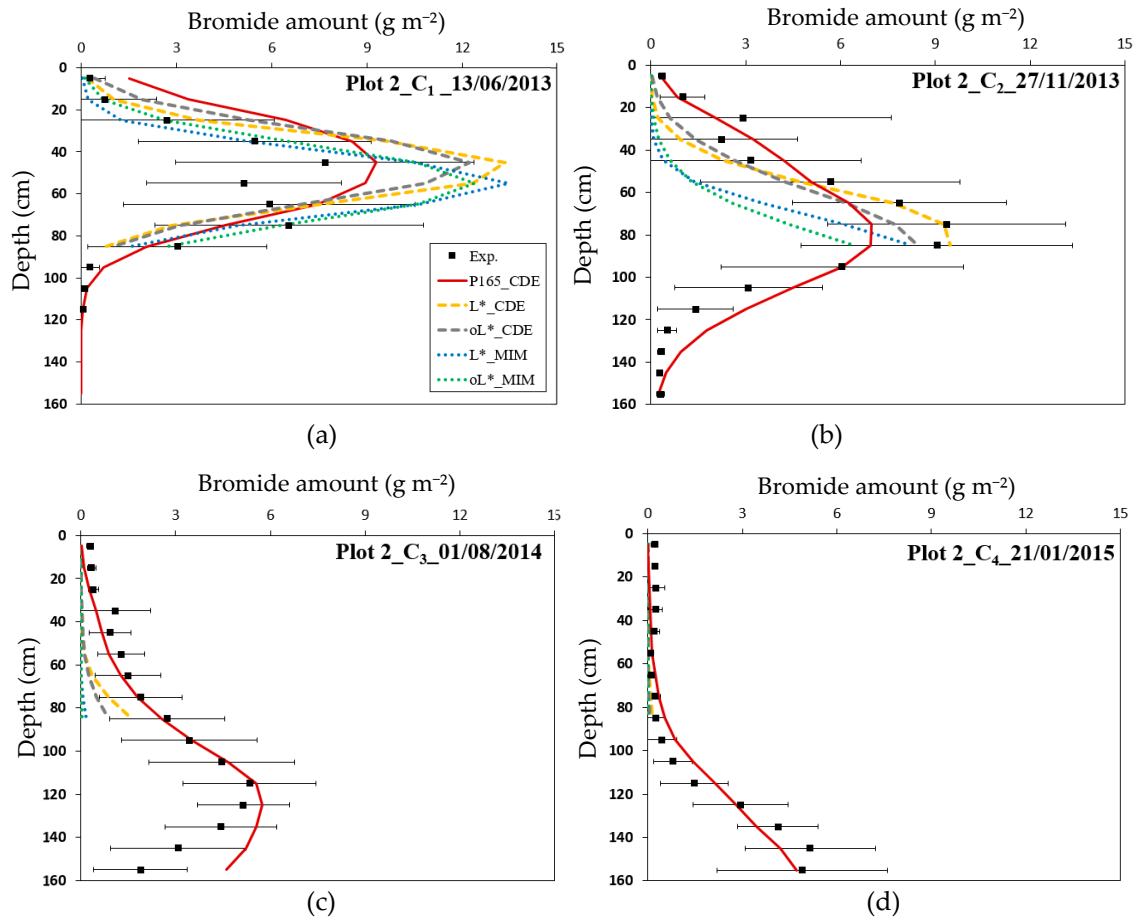 Bromide amount (g m⁻²)
0 3 6 9 12 15
Plot 2_C₁ _13/06/2013
Depth (cm)
0
20
40
60
80
100
120
140
160
Exp.
P165_CDE
L*_CDE
oL*_CDE
L*_MIM
oL*_MIM
(a)
Bromide amount (g m⁻²)
0 3 6 9 12 15
Plot 2_C₂_27/11/2013
Depth (cm)
0
20
40
60
80
100
120
140
160
(b)
Bromide amount (g m⁻²)
0 3 6 9 12 15
Plot 2_C₃_01/08/2014
Depth (cm)
0
20
40
60
80
100
120
140
160
(c)
Bromide amount (g m⁻²)
0 3 6 9 12 15
Plot 2_C₄_21/01/2015
Depth (cm)
0
20
40
60
80
100
120
140
160
(d)